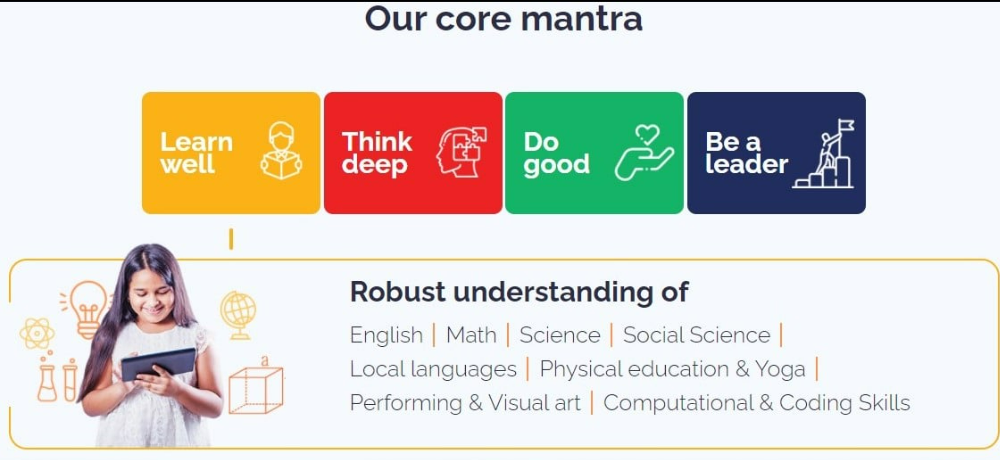 Our core mantra
Learn
well
Think
deep
Do
good
Be a
leader
Robust understanding of
English | Math | Science | Social Science |
Local languages | Physical education & Yoga |
Performing & Visual art | Computational & Coding Skills
a